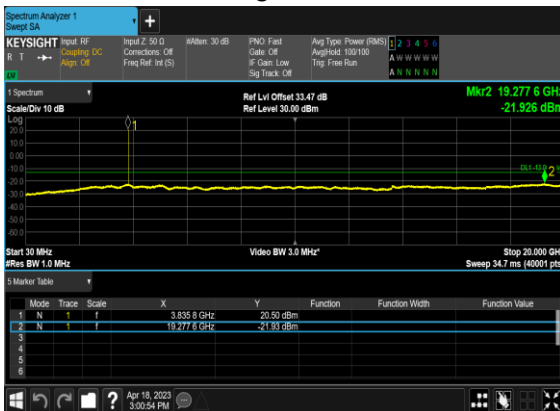 Spectrum Analyzer 1
Swept SA
KEYSIGHT Input: RF Input Z: 50 Ω #Atten: 30 dB PNO: Fast Avg Type: Power (RMS) 1 2 3 4 5 6
R T Coupling: DC Corrections: Off Gate: Off Avg|Hold: 100/100 A W W W W W
Align: Off Freq Ref: Int (S) IF Gain: Low Trig: Free Run
Sig Track: Off A N N N N N
1 Spectrum Mkr2 19.277 6 GHz
Ref Lvl Offset 33.47 dB
Scale/Div 10 dB Ref Level 30.00 dBm -21.926 dBm
Log
20.0
10.0
0.00
-10.0
-20.0
-30.0
-40.0
-50.0
-60.0
1
2
Start 30 MHz Video BW 3.0 MHz* Stop 20.000 GH
#Res BW 1.0 MHz Sweep 34.7 ms (40001 pts
5 Marker Table
Mode Trace Scale X Y Function Function Width Function Value
1 N 1 f 3.835 8 GHz 20.50 dBm
2 N 1 f 19.277 6 GHz -21.93 dBm
3
4
5
6
? Apr 18, 2023
3:00:54 PM